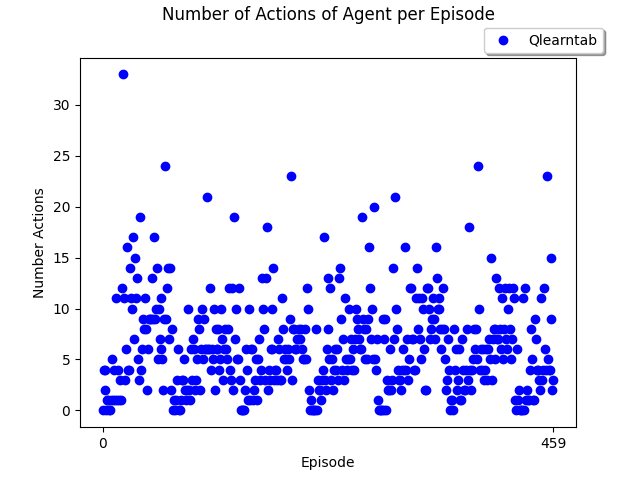 Number of Actions of Agent per Episode
Qlearntab
Number Actions
30
25
20
15
10
5
0
0
459
Episode